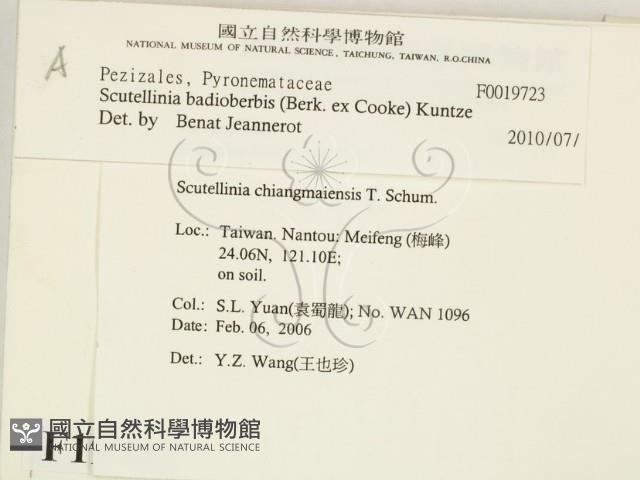 國立自然科學博物館
NATIONAL MUSEUM OF NATURAL SCIENCE, TAICHUNG, TAIWAN, R.O.CHINA
A
Pezizales, Pyronemataceae F0019723
Scutellinia badioberbis (Berk. ex Cooke) Kuntze
Det. by Benat Jeannerot 2010/07/
Scutellinia chiangmaiensis T. Schum.
Loc.: Taiwan. Nantou: Meifeng (梅峰)
24.06N, 121.10E;
on soil.
Col.: S.L. Yuan(袁蜀龍); No. WAN 1096
Date: Feb. 06, 2006
Det.: Y.Z. Wang(王也珍)
國立自然科學博物館
NATIONAL MUSEUM OF NATURAL SCIENCE